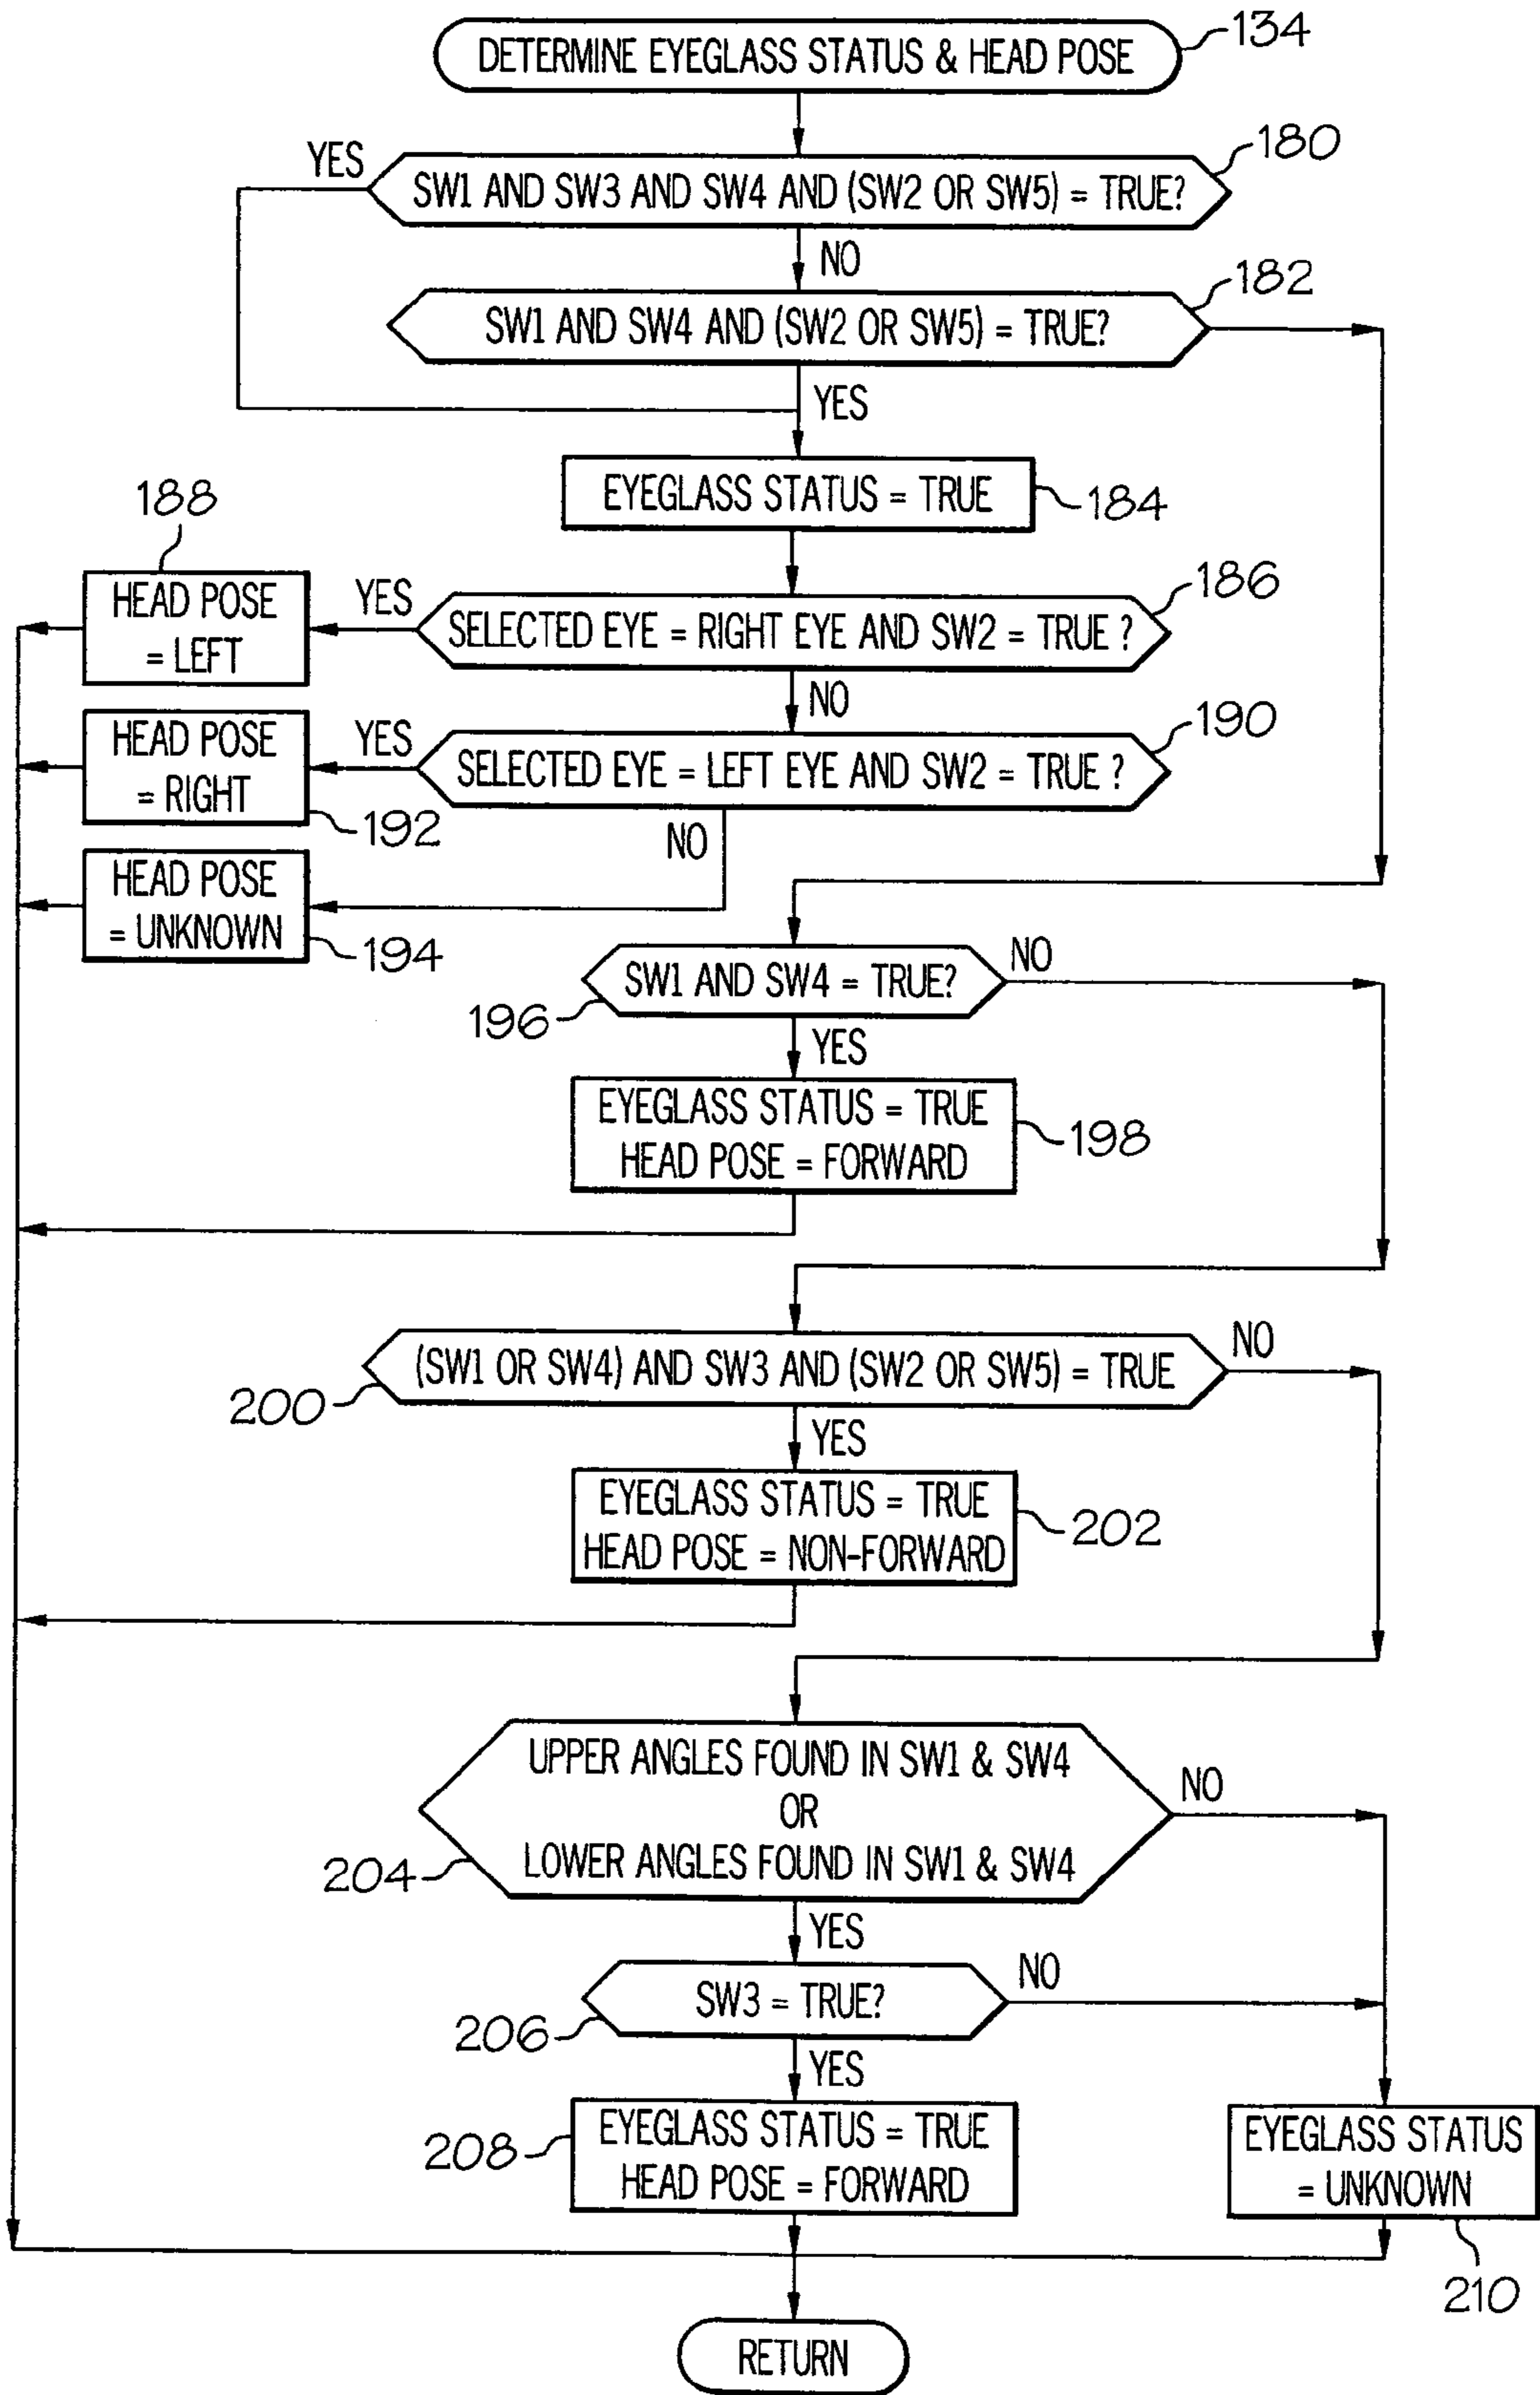 DETERMINE EYEGLASS STATUS & HEAD POSE
134
YES
SW1 AND SW3 AND SW4 AND (SW2 OR SW5) = TRUE?
180
NO
182
SW1 AND SW4 AND (SW2 OR SW5) = TRUE?
YES
EYEGLASS STATUS = TRUE
184
188
HEAD POSE
= LEFT
YES
SELECTED EYE = RIGHT EYE AND SW2 = TRUE ?
186
NO
HEAD POSE
= RIGHT
192
YES
SELECTED EYE = LEFT EYE AND SW2 = TRUE ?
190
NO
HEAD POSE
= UNKNOWN
194
SW1 AND SW4 = TRUE?
NO
196
YES
EYEGLASS STATUS = TRUE
HEAD POSE = FORWARD
198
(SW1 OR SW4) AND SW3 AND (SW2 OR SW5) = TRUE
NO
200
YES
EYEGLASS STATUS = TRUE
HEAD POSE = NON-FORWARD
202
UPPER ANGLES FOUND IN SW1 & SW4
OR
LOWER ANGLES FOUND IN SW1 & SW4
NO
204
YES
SW3 = TRUE?
NO
206
YES
EYEGLASS STATUS = TRUE
HEAD POSE = FORWARD
208
EYEGLASS STATUS
= UNKNOWN
210
RETURN